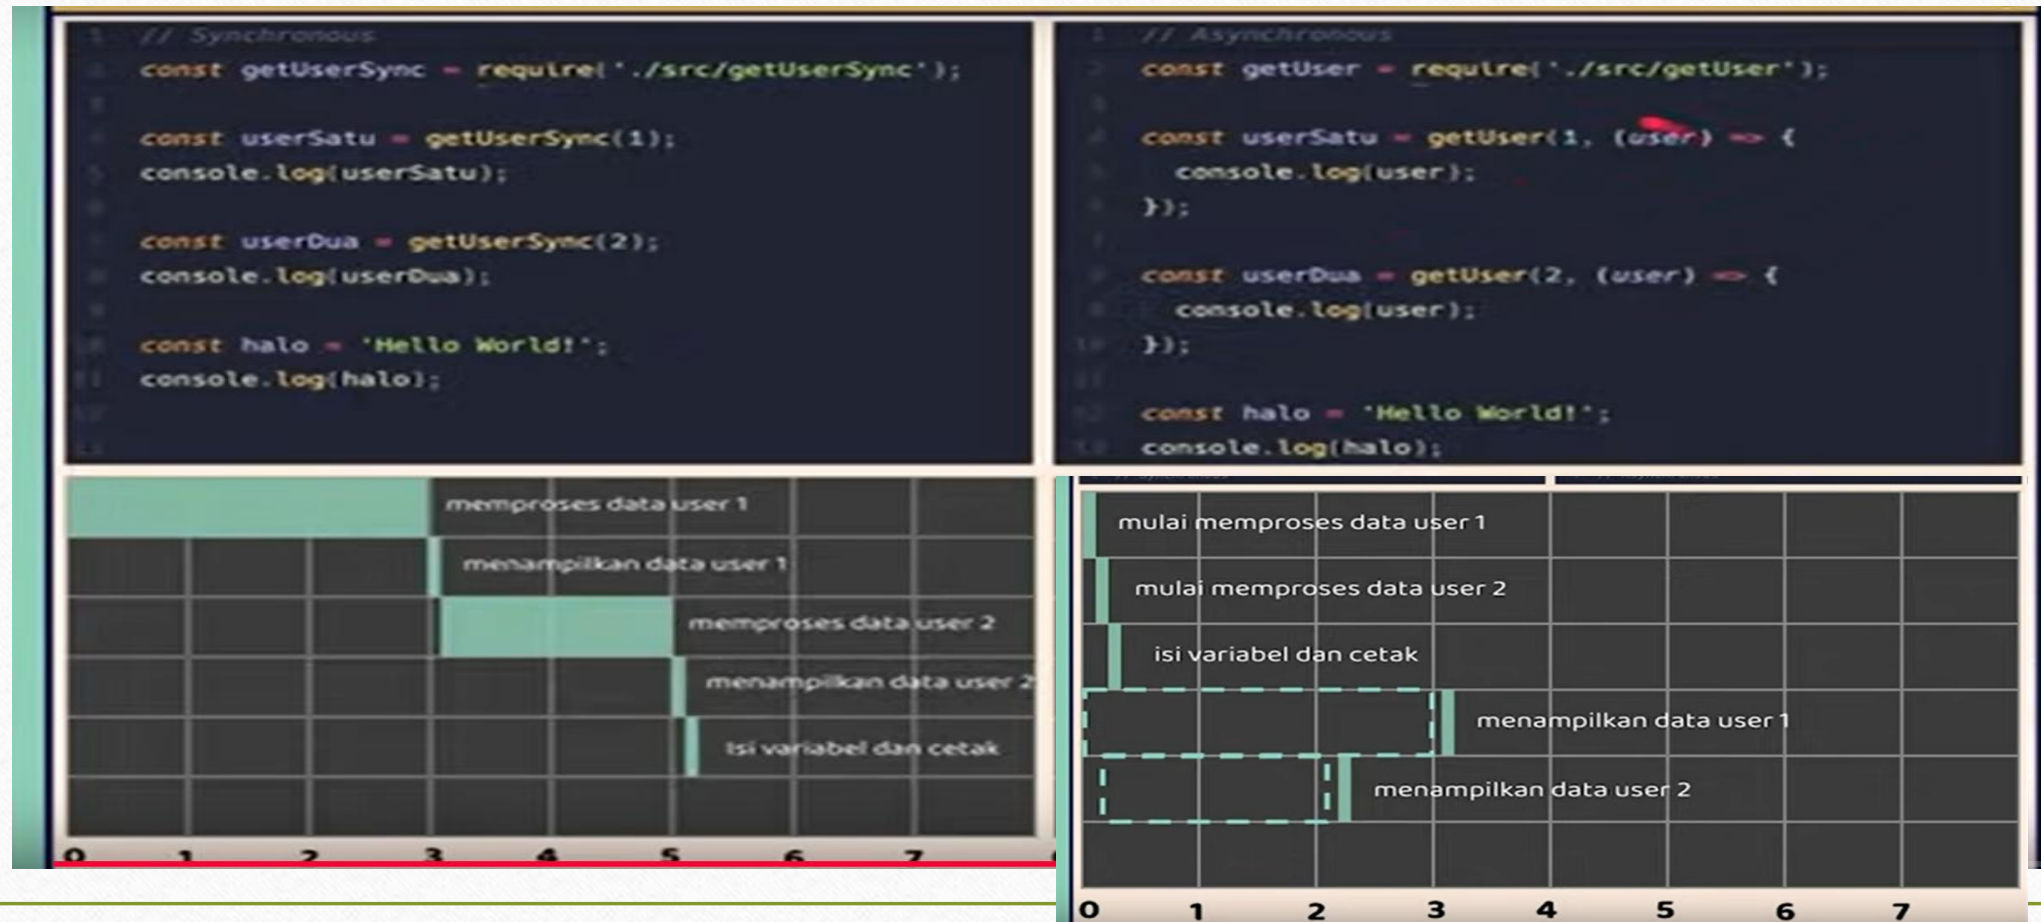 // Synchronous
const getUserSync = require('./src/getUserSync');
const userSatu = getUserSync(1);
console.log(userSatu);
const userDua = getUserSync(2);
console.log(userDua);
const halo = 'Hello World!';
console.log(halo);
// Asynchronous
const getUser = require('./src/getUser');
const userSatu = getUser(1, (user) => {
console.log(user);
});
const userDua = getUser(2, (user) => {
console.log(user);
});
const halo = 'Hello World!';
console.log(halo);
memproses data user 1
menampilkan data user 1
memproses data user 2
menampilkan data user 2
Isi variabel dan cetak
0 1 2 3 4 5 6 7
mulai memproses data user 1
mulai memproses data user 2
isi variabel dan cetak
menampilkan data user 1
menampilkan data user 2
0 1 2 3 4 5 6 7